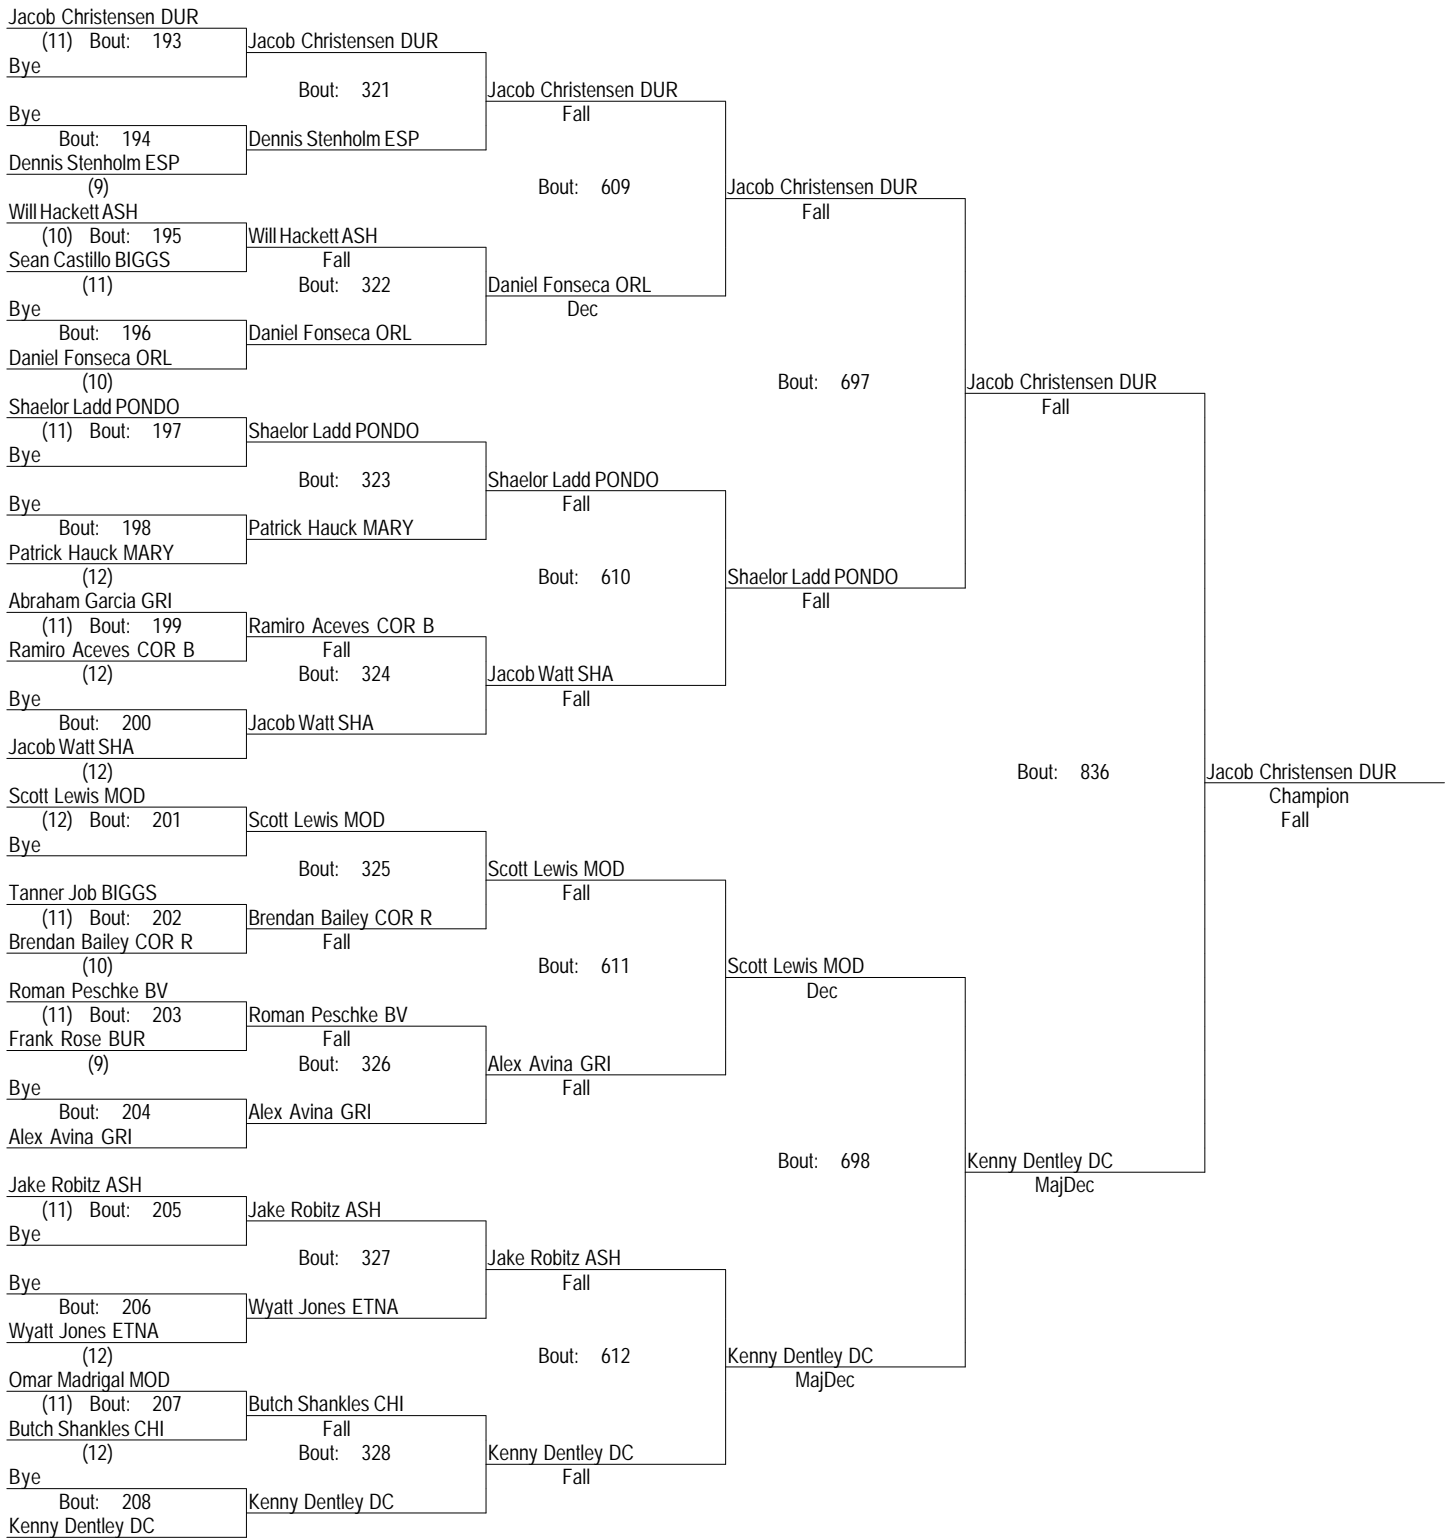 Jacob Christensen DUR
(11) Bout: 193
Bye
Jacob Christensen DUR
Bout: 321
Bye
Bout: 194
Dennis Stenholm ESP
(9)
Dennis Stenholm ESP
Jacob Christensen DUR
Fall
Bout: 609
Will Hackett ASH
(10) Bout: 195
Sean Castillo BIGGS
(11)
Will Hackett ASH
Fall
Bout: 322
Bye
Bout: 196
Daniel Fonseca ORL
(10)
Daniel Fonseca ORL
Daniel Fonseca ORL
Dec
Jacob Christensen DUR
Fall
Bout: 697
Shaelor Ladd PONDO
(11) Bout: 197
Bye
Shaelor Ladd PONDO
Bout: 323
Bye
Bout: 198
Patrick Hauck MARY
(12)
Patrick Hauck MARY
Shaelor Ladd PONDO
Fall
Bout: 610
Abraham Garcia GRI
(11) Bout: 199
Ramiro Aceves COR B
(12)
Ramiro Aceves COR B
Fall
Bout: 324
Bye
Bout: 200
Jacob Watt SHA
(12)
Jacob Watt SHA
Jacob Watt SHA
Fall
Shaelor Ladd PONDO
Fall
Jacob Christensen DUR
Fall
Bout: 836
Scott Lewis MOD
(12) Bout: 201
Bye
Scott Lewis MOD
Bout: 325
Tanner Job BIGGS
(11) Bout: 202
Brendan Bailey COR R
(10)
Brendan Bailey COR R
Fall
Scott Lewis MOD
Fall
Bout: 611
Roman Peschke BV
(11) Bout: 203
Frank Rose BUR
(9)
Roman Peschke BV
Fall
Bout: 326
Bye
Bout: 204
Alex Avina GRI
Alex Avina GRI
Alex Avina GRI
Fall
Scott Lewis MOD
Dec
Bout: 698
Jake Robitz ASH
(11) Bout: 205
Bye
Jake Robitz ASH
Bout: 327
Bye
Bout: 206
Wyatt Jones ETNA
(12)
Wyatt Jones ETNA
Jake Robitz ASH
Fall
Bout: 612
Omar Madrigal MOD
(11) Bout: 207
Butch Shankles CHI
(12)
Butch Shankles CHI
Fall
Bout: 328
Bye
Bout: 208
Kenny Dentley DC
Kenny Dentley DC
Kenny Dentley DC
Fall
Kenny Dentley DC
MajDec
Kenny Dentley DC
MajDec
Jacob Christensen DUR
Champion
Fall